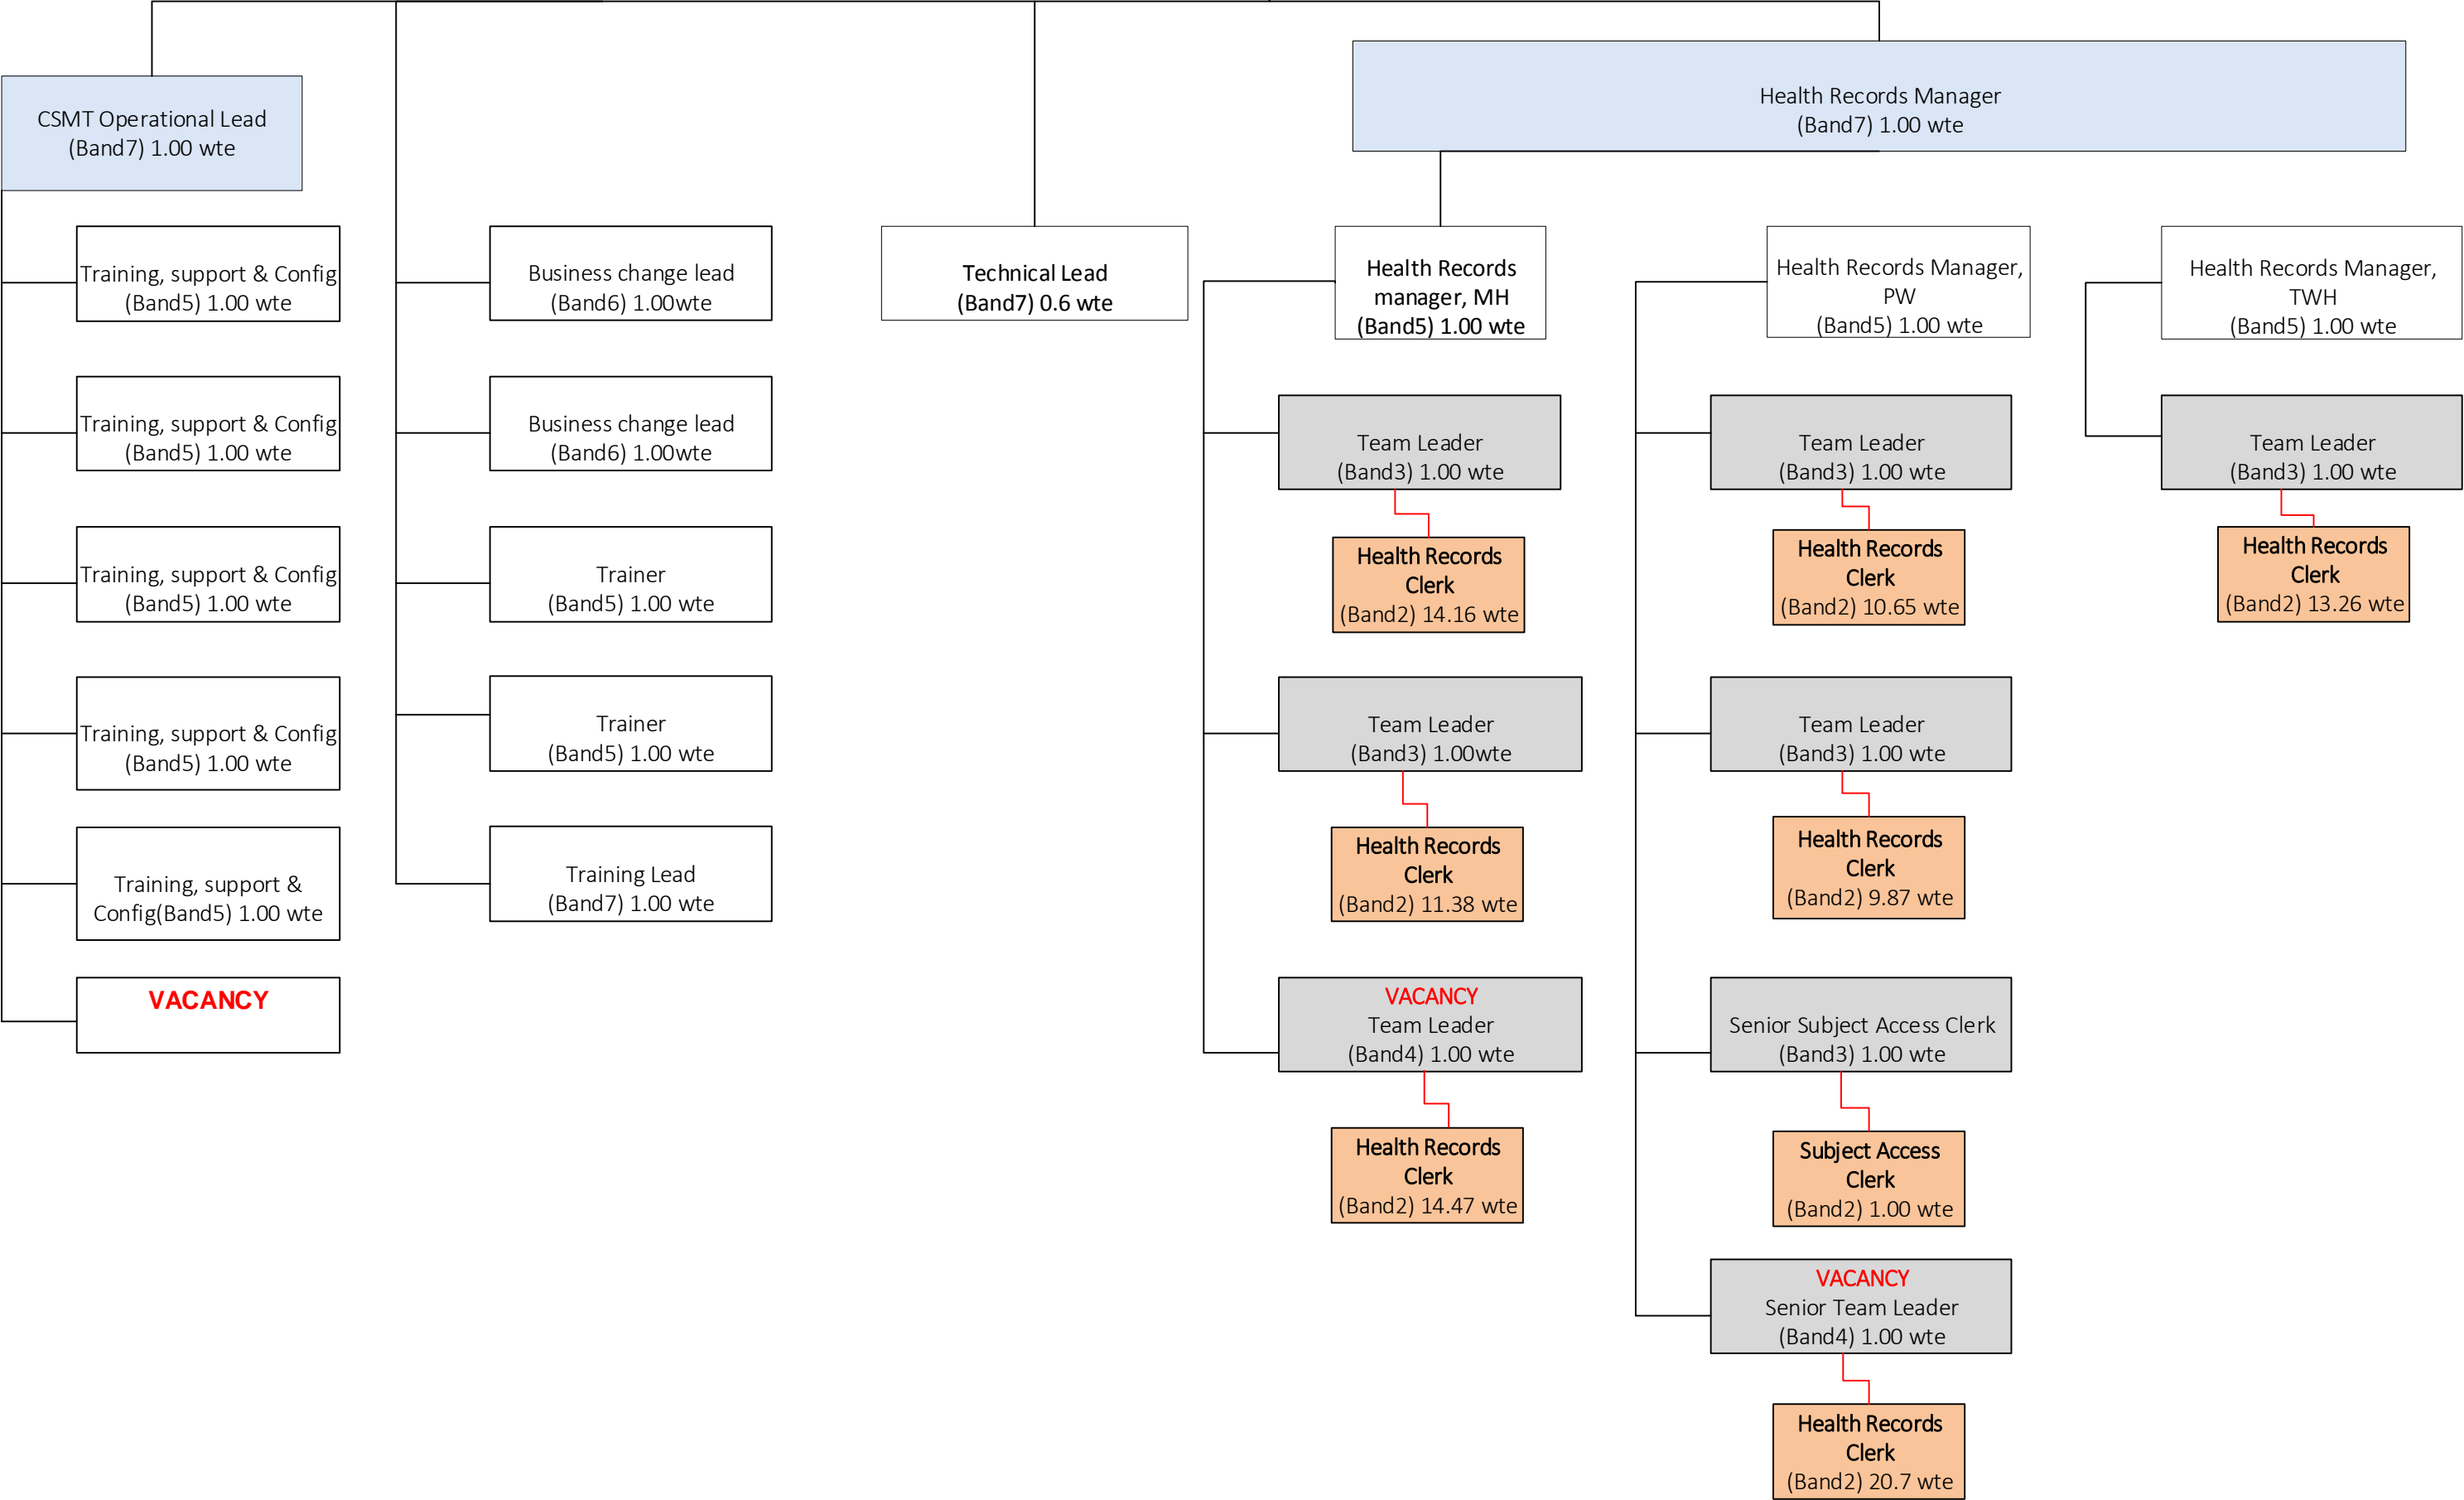 CSMT Operational Lead
(Band7) 1.00 wte
Training, support & Config
(Band5) 1.00 wte
Training, support & Config
(Band5) 1.00 wte
Training, support & Config
(Band5) 1.00 wte
Training, support & Config
(Band5) 1.00 wte
Training, support &
Config(Band5) 1.00 wte
VACANCY
Business change lead
(Band6) 1.00wte
Business change lead
(Band6) 1.00wte
Trainer
(Band5) 1.00 wte
Trainer
(Band5) 1.00 wte
Training Lead
(Band7) 1.00 wte
Technical Lead
(Band7) 0.6 wte
Health Records Manager
(Band7) 1.00 wte
Health Records
manager, MH
(Band5) 1.00 wte
Team Leader
(Band3) 1.00 wte
Health Records
Clerk
(Band2) 14.16 wte
Team Leader
(Band3) 1.00wte
Health Records
Clerk
(Band2) 11.38 wte
VACANCY
Team Leader
(Band4) 1.00 wte
Health Records
Clerk
(Band2) 14.47 wte
Health Records Manager,
PW
(Band5) 1.00 wte
Team Leader
(Band3) 1.00 wte
Health Records
Clerk
(Band2) 10.65 wte
Team Leader
(Band3) 1.00 wte
Health Records
Clerk
(Band2) 9.87 wte
Senior Subject Access Clerk
(Band3) 1.00 wte
Subject Access
Clerk
(Band2) 1.00 wte
VACANCY
Senior Team Leader
(Band4) 1.00 wte
Health Records
Clerk
(Band2) 20.7 wte
Health Records Manager,
TWH
(Band5) 1.00 wte
Team Leader
(Band3) 1.00 wte
Health Records
Clerk
(Band2) 13.26 wte